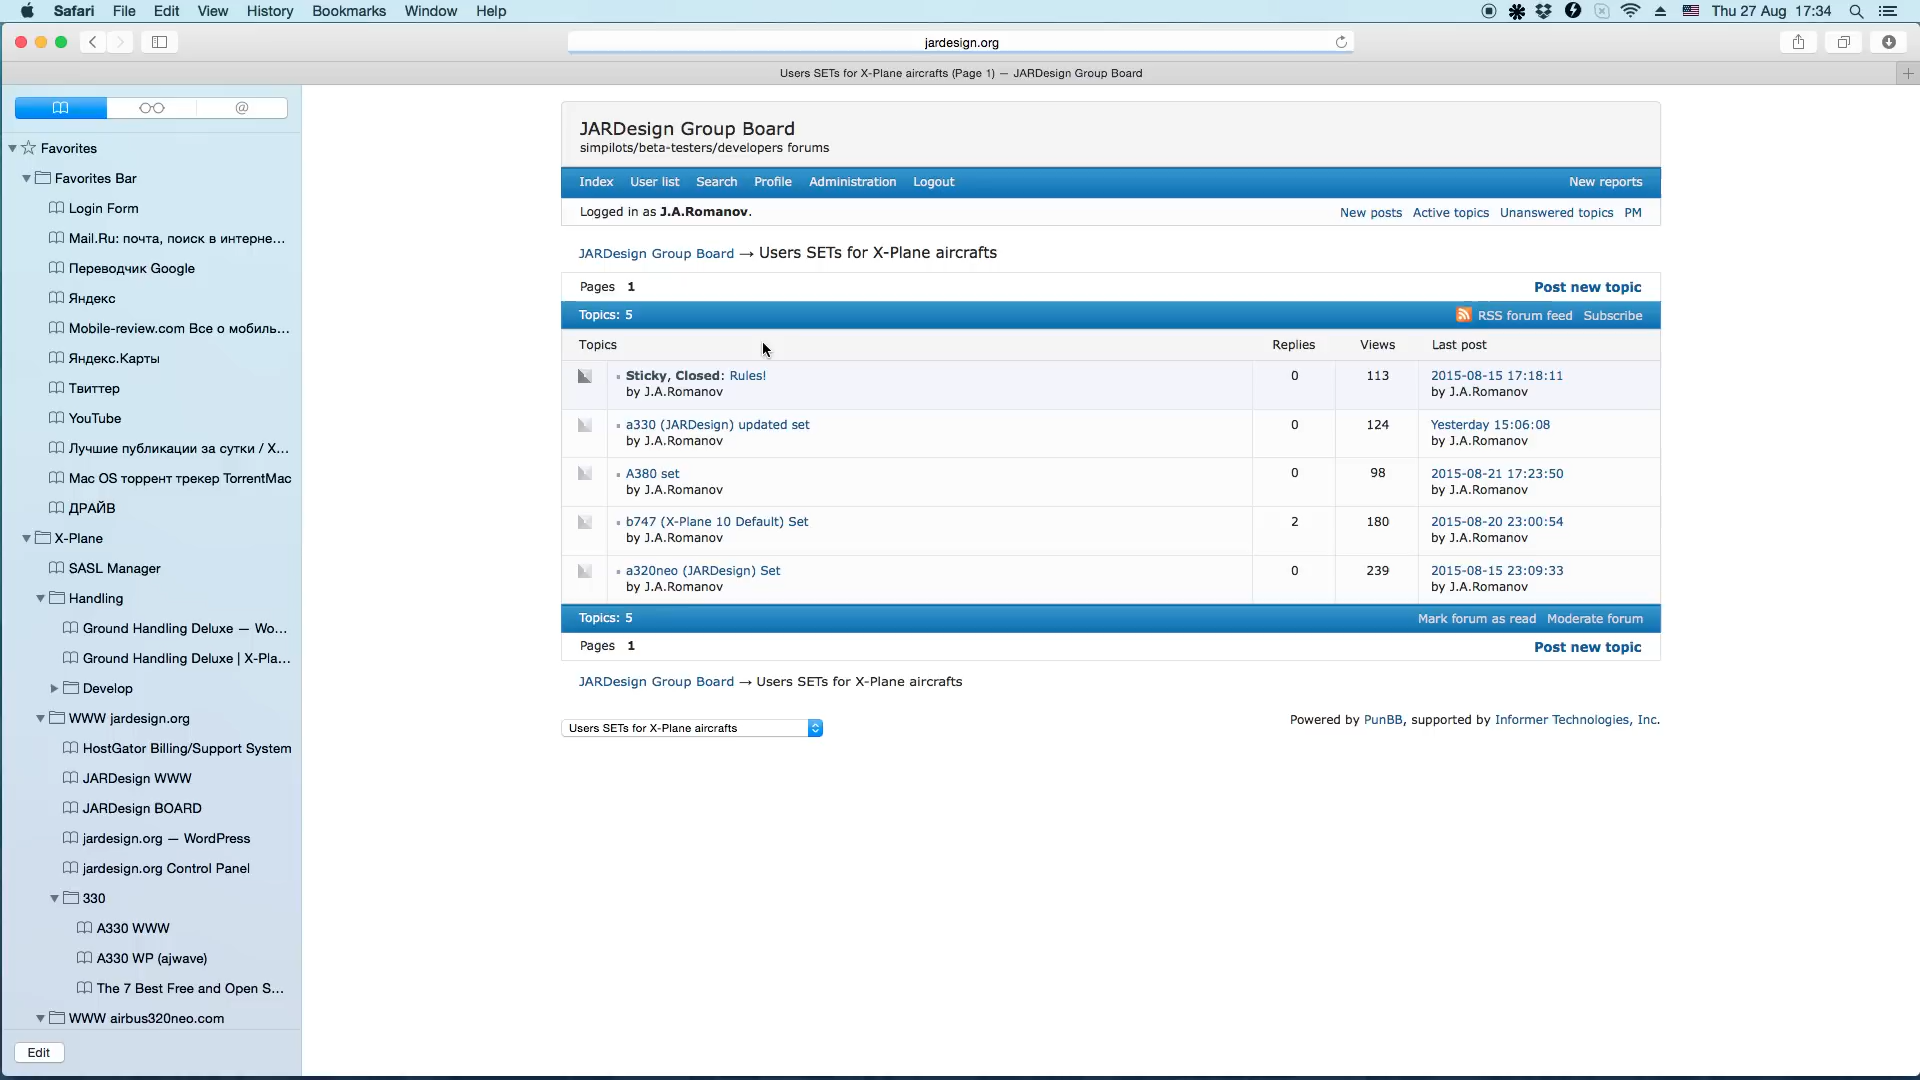 Safari File Edit View History Bookmarks Window Help Thu 27 Aug 17:34
jardesign.org
Users SETs for X-Plane aircrafts (Page 1) — JARDesign Group Board
@
Favorites
Favorites Bar
Login Form
Mail.Ru: почта, поиск в интерне...
Переводчик Google
Яндекс
Mobile-review.com Все о мобиль...
Яндекс.Карты
Твиттер
YouTube
Лучшие публикации за сутки / Х...
Mac OS торрент трекер TorrentMac
ДРАЙВ
X-Plane
SASL Manager
Handling
Ground Handling Deluxe — Wo...
Ground Handling Deluxe | X-Pla...
Develop
WWW jardesign.org
HostGator Billing/Support System
JARDesign WWW
JARDesign BOARD
jardesign.org — WordPress
jardesign.org Control Panel
330
A330 WWW
A330 WP (ajwave)
The 7 Best Free and Open S...
WWW airbus320neo.com
Edit
JARDesign Group Board
simpilots/beta-testers/developers forums
Index User list Search Profile Administration Logout New reports
Logged in as J.A.Romanov. New posts Active topics Unanswered topics PM
JARDesign Group Board → Users SETs for X-Plane aircrafts
Pages 1 Post new topic
Topics: 5 RSS forum feed Subscribe
Topics Replies Views Last post
Sticky, Closed: Rules! 0 113 2015-08-15 17:18:11
by J.A.Romanov by J.A.Romanov
a330 (JARDesign) updated set 0 124 Yesterday 15:06:08
by J.A.Romanov by J.A.Romanov
A380 set 0 98 2015-08-21 17:23:50
by J.A.Romanov by J.A.Romanov
b747 (X-Plane 10 Default) Set 2 180 2015-08-20 23:00:54
by J.A.Romanov by J.A.Romanov
a320neo (JARDesign) Set 0 239 2015-08-15 23:09:33
by J.A.Romanov by J.A.Romanov
Topics: 5 Mark forum as read Moderate forum
Pages 1 Post new topic
JARDesign Group Board → Users SETs for X-Plane aircrafts
Users SETs for X-Plane aircrafts Powered by PunBB, supported by Informer Technologies, Inc.